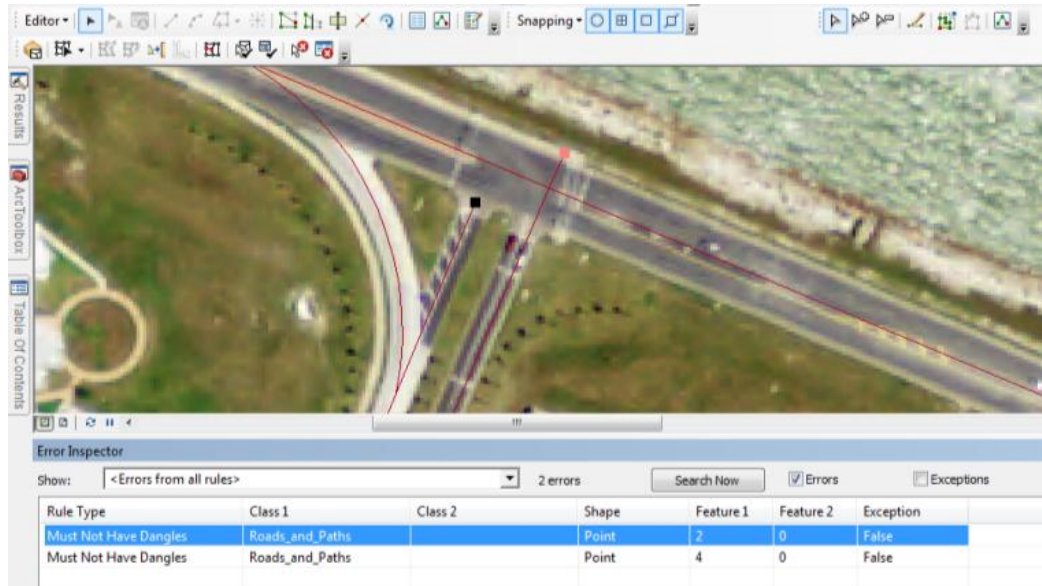 Editor
Snapping
Results
ArcToolbox
Table Of Contents
Error Inspector
Show: <Errors from all rules> 2 errors Search Now Errors Exceptions
Rule Type Class 1 Class 2 Shape Feature 1 Feature 2 Exception
Must Not Have Dangles Roads_and_Paths Point 2 0 False
Must Not Have Dangles Roads_and_Paths Point 4 0 False